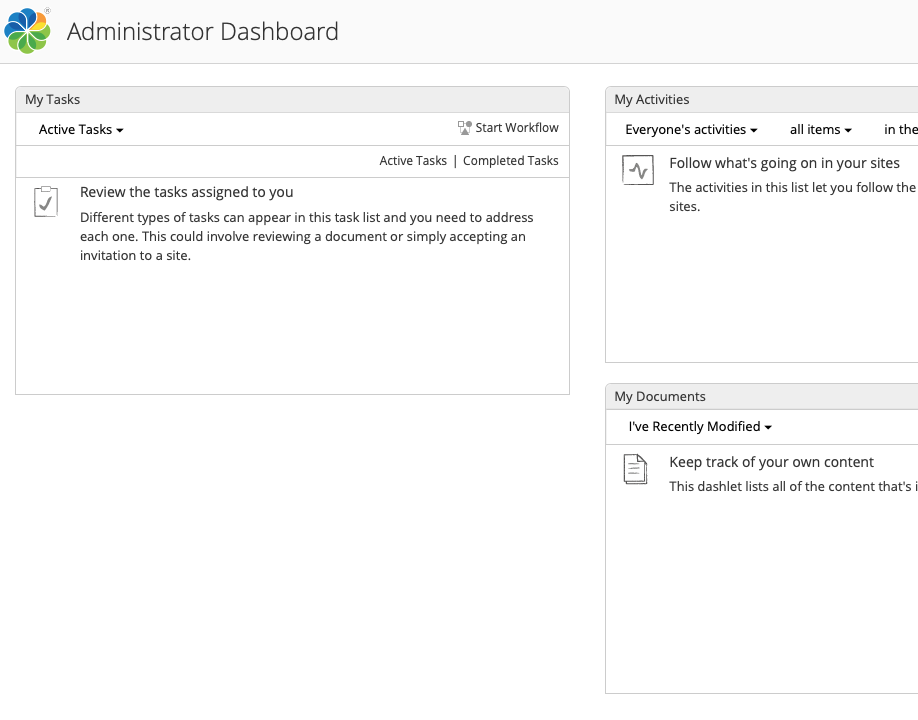 Administrator Dashboard
My Tasks
Active Tasks
Start Workflow
Active Tasks | Completed Tasks
Review the tasks assigned to you
Different types of tasks can appear in this task list and you need to address
each one. This could involve reviewing a document or simply accepting an
invitation to a site.
My Activities
Everyone's activities all items in the
Follow what's going on in your sites
The activities in this list let you follow the
sites.
My Documents
I've Recently Modified
Keep track of your own content
This dashlet lists all of the content that's i